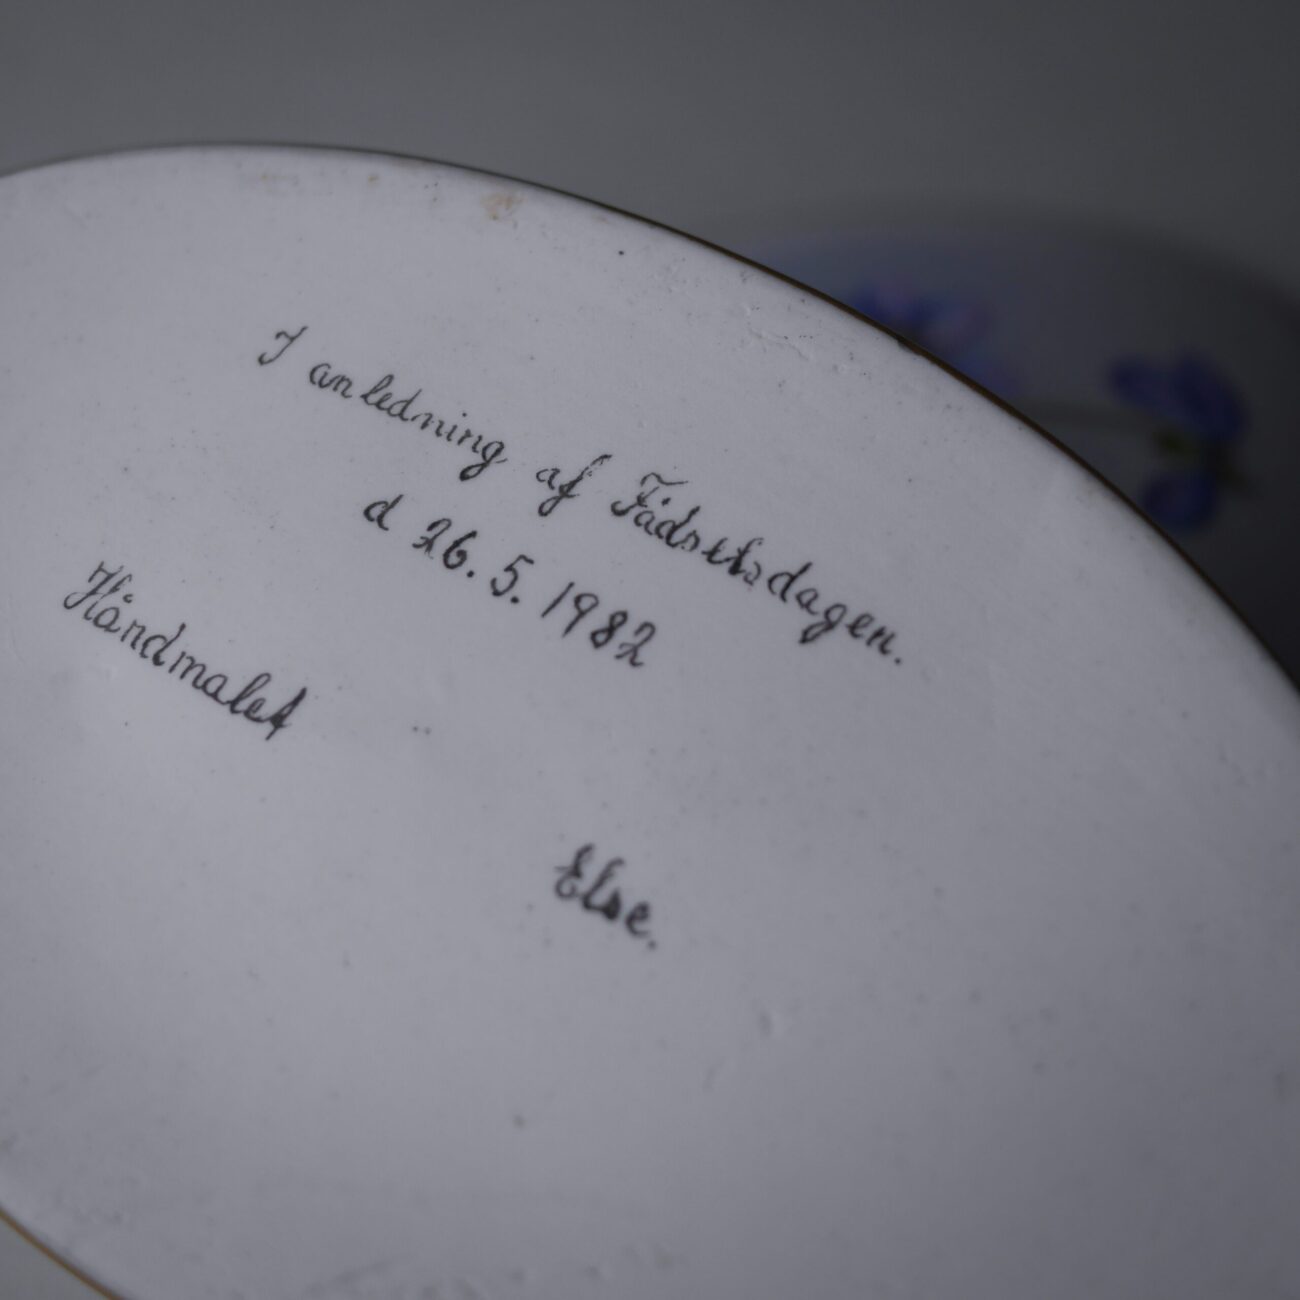 I anledning af Fødselsdagen.
d 26.5.1982
Håndmalet
Else.